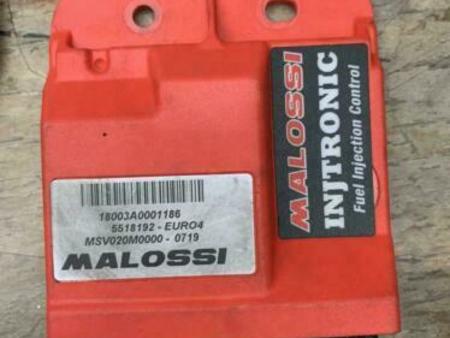 18003A0001186
5518192 - EURO4
MSV020M0000 - 0719
MALOSSI
MALOSSI
INJTRONIC
Fuel Injection Control